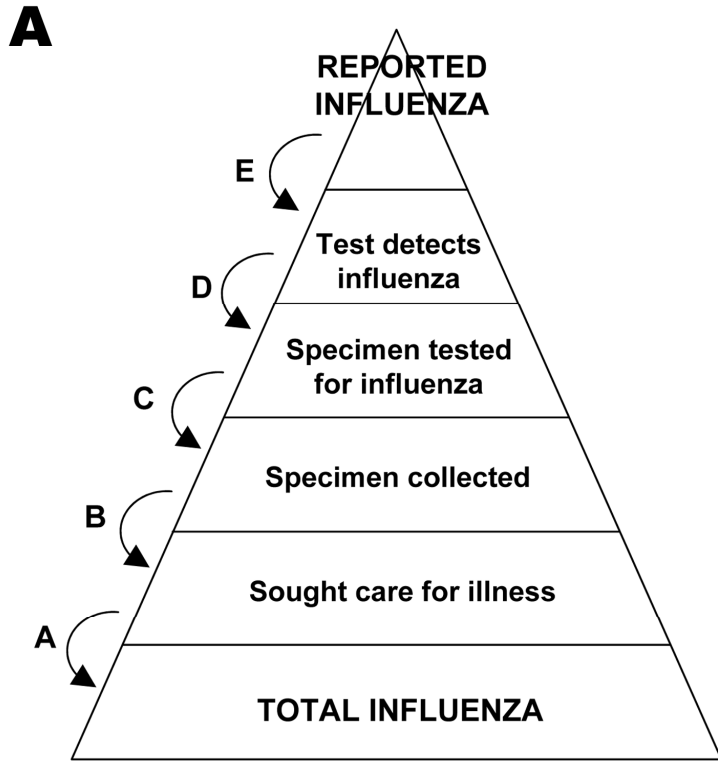 A
REPORTED
INFLUENZA
E
Test detects
influenza
D
Specimen tested
for influenza
C
Specimen collected
B
Sought care for illness
A
TOTAL INFLUENZA